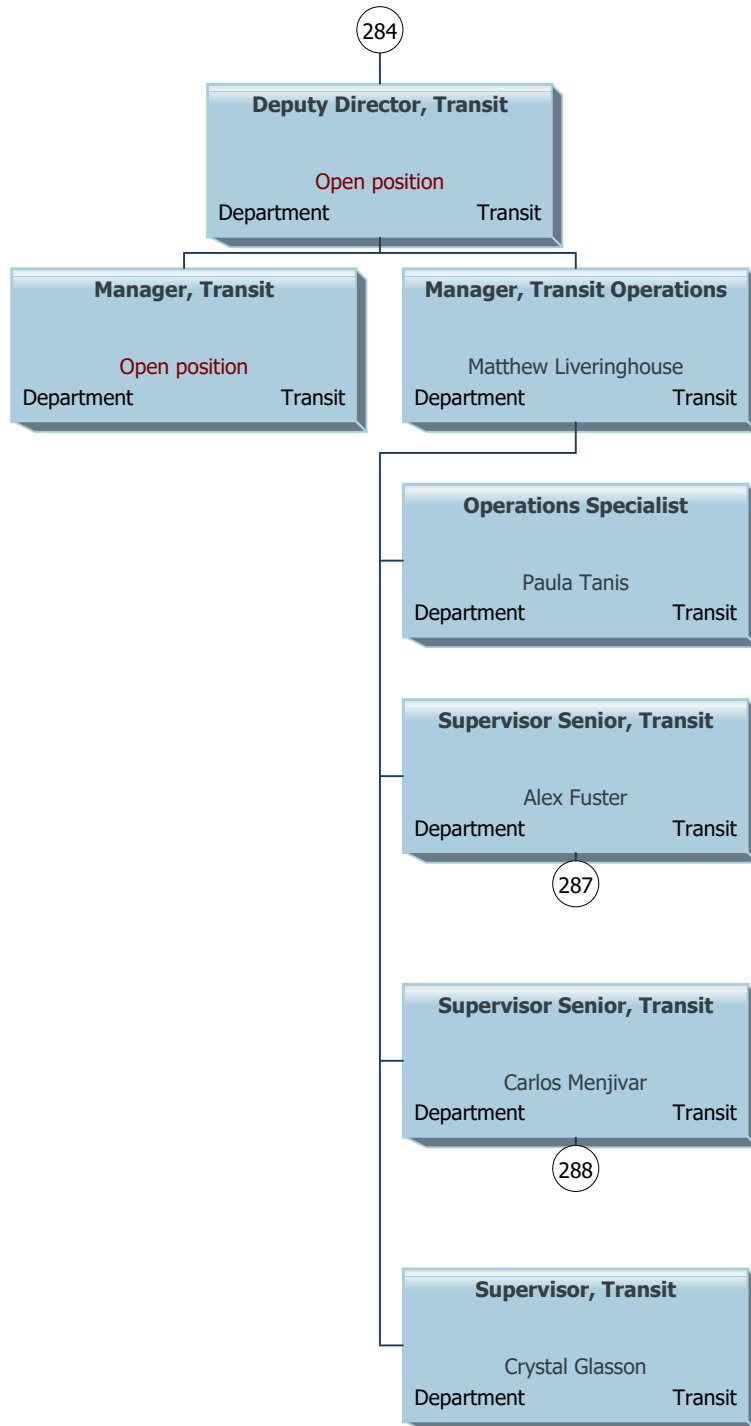 284
Deputy Director, Transit
Open position
Department Transit
Manager, Transit
Open position
Department Transit
Manager, Transit Operations
Matthew Liveringhouse
Department Transit
Operations Specialist
Paula Tanis
Department Transit
Supervisor Senior, Transit
Alex Fuster
Department Transit
287
Supervisor Senior, Transit
Carlos Menjivar
Department Transit
288
Supervisor, Transit
Crystal Glasson
Department Transit